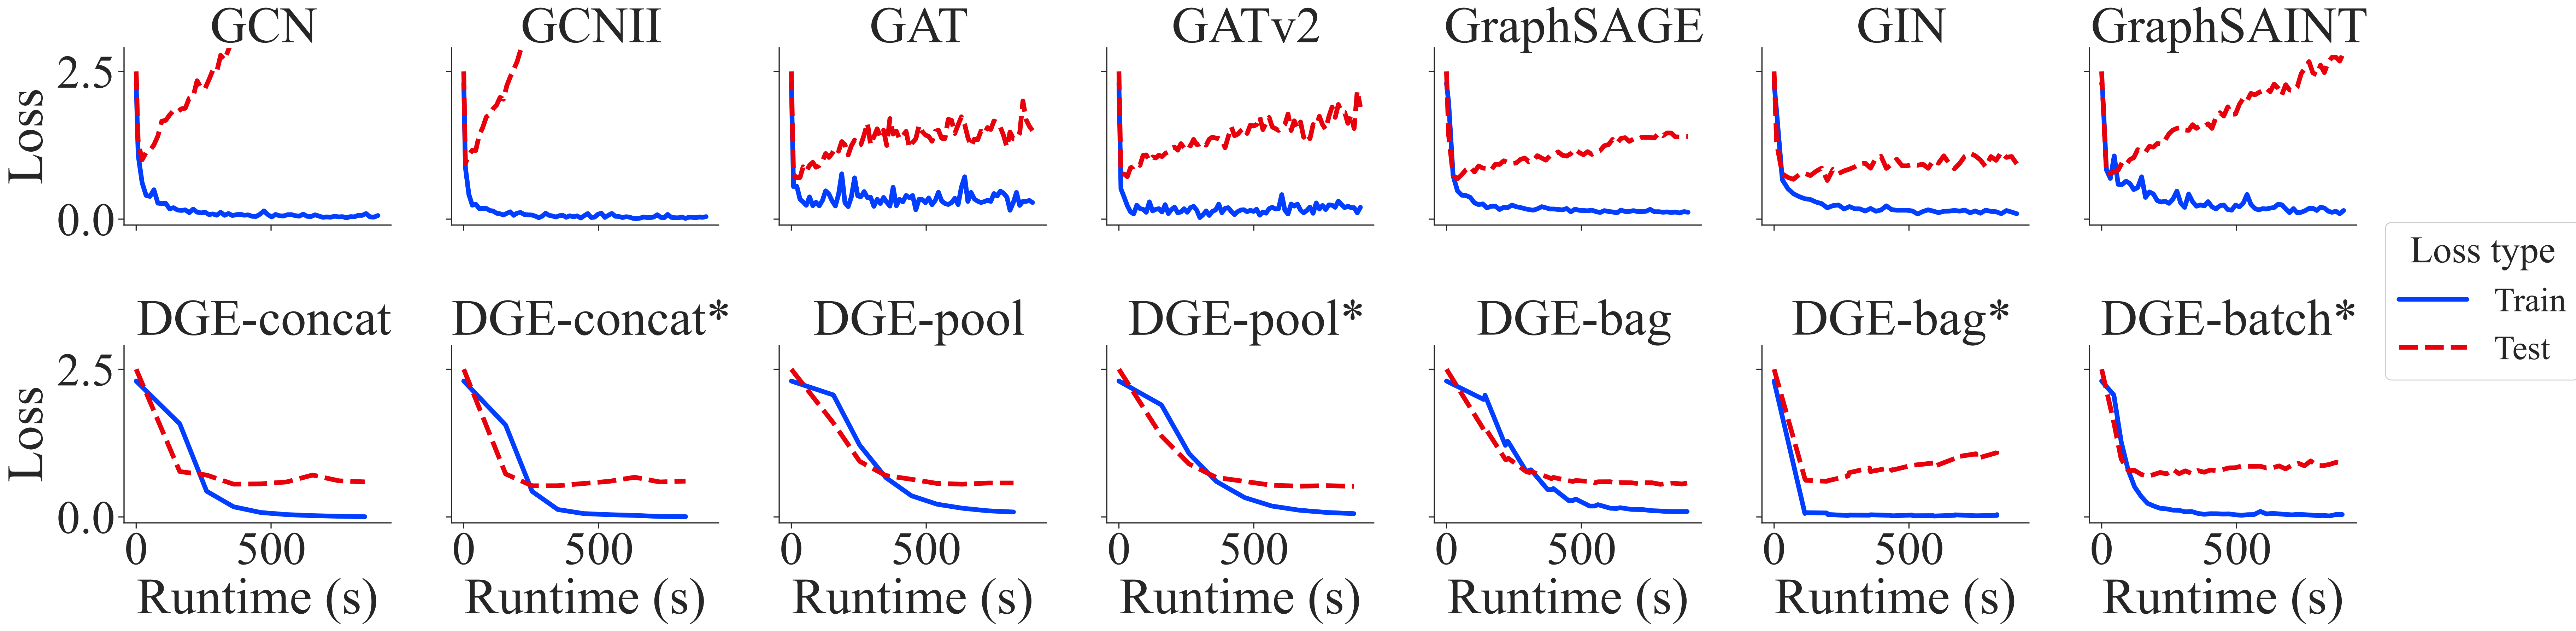 GCN GCNII GAT GATv2 GraphSAGE GIN GraphSAINT
2.5
0.0
Loss
Loss type
Train
Test
DGE-concat DGE-concat* DGE-pool DGE-pool* DGE-bag DGE-bag* DGE-batch*
2.5
0.0
Loss
0 500 0 500 0 500 0 500 0 500 0 500 0 500
Runtime (s) Runtime (s) Runtime (s) Runtime (s) Runtime (s) Runtime (s) Runtime (s)